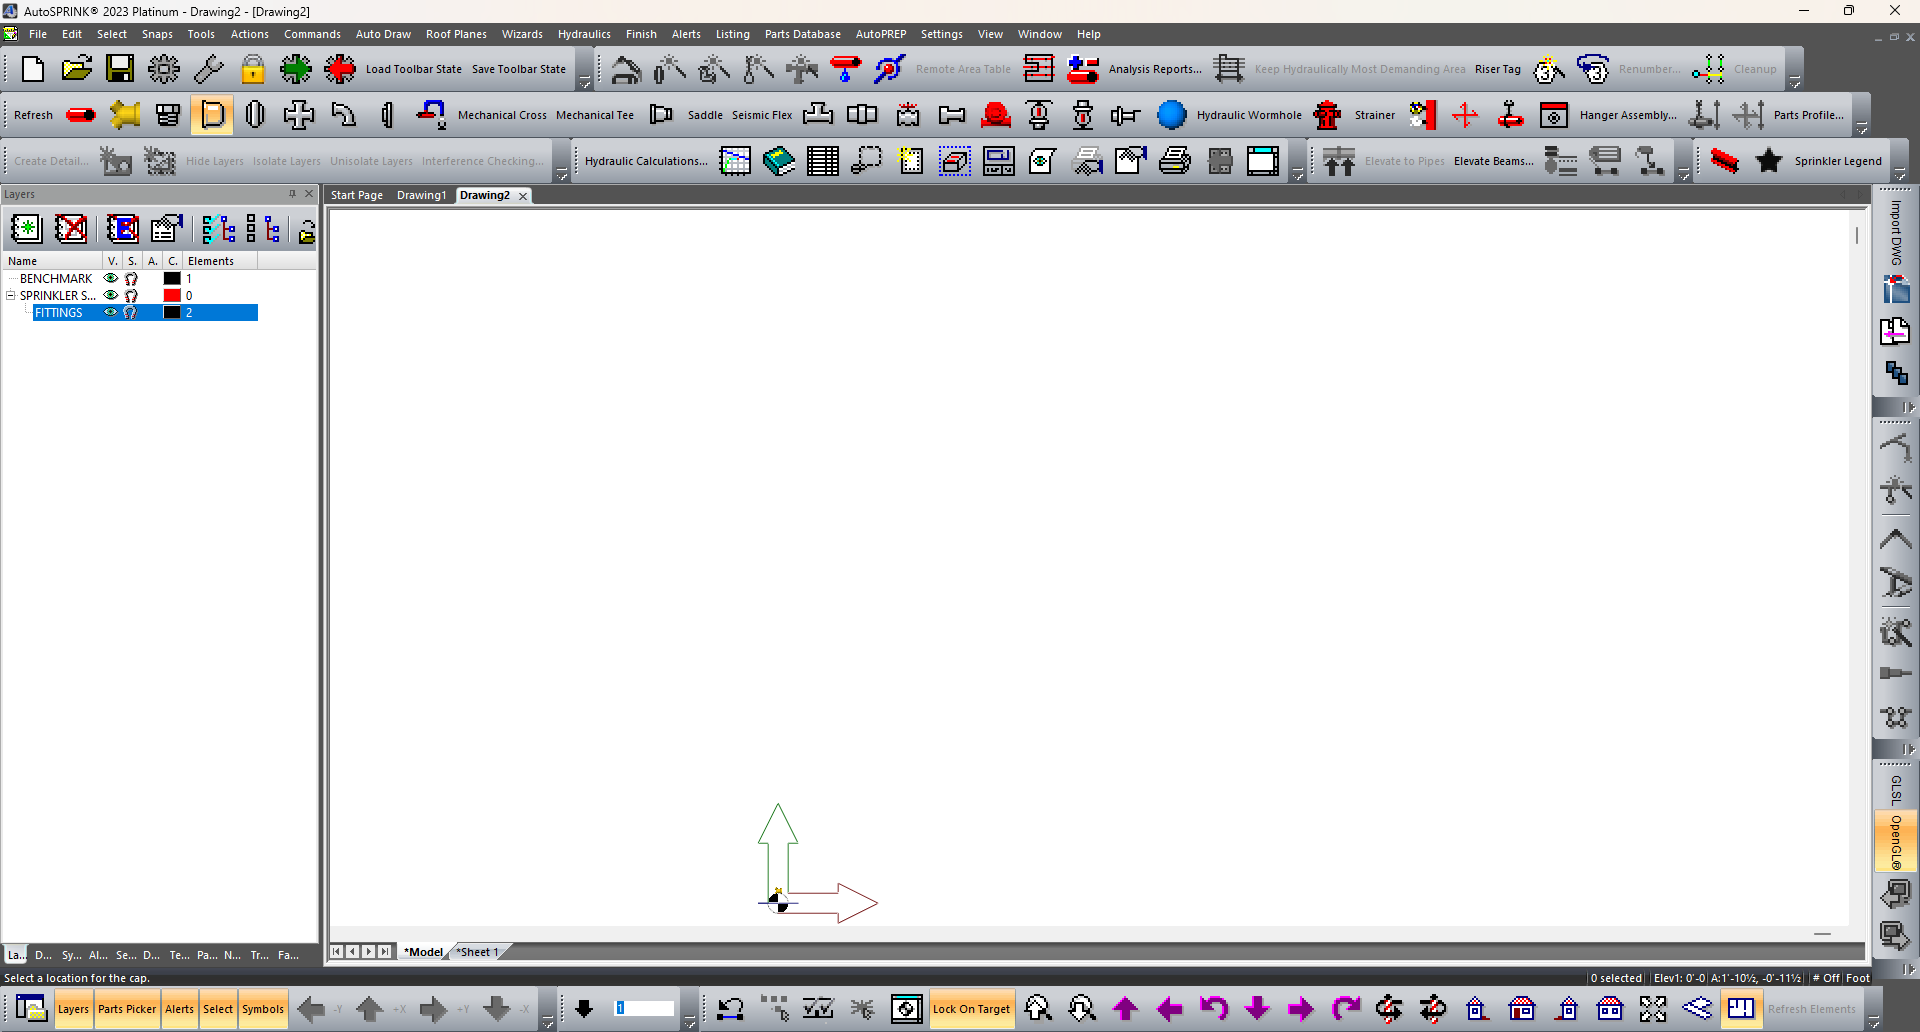 AutoSPRINK® 2023 Platinum - Drawing2 - [Drawing2]
File Edit Select Snaps Tools Actions Commands Auto Draw Roof Planes Wizards Hydraulics Finish Alerts Listing Parts Database AutoPREP Settings View Window Help
Load Toolbar State Save Toolbar State Remote Area Table Analysis Reports... Keep Hydraulically Most Demanding Area Riser Tag Renumber... Cleanup
Refresh Mechanical Cross Mechanical Tee Saddle Seismic Flex Hydraulic Wormhole Strainer Hanger Assembly... Parts Profile...
Create Detail... Hide Layers Isolate Layers Unisolate Layers Interference Checking... Hydraulic Calculations... Elevate to Pipes Elevate Beams... Sprinkler Legend
Layers
Start Page Drawing1 Drawing2
Import DWG
Name V. S. A. C. Elements
BENCHMARK 1
SPRINKLER S... 0
FITTINGS 2
GLSL
OpenGL®
*Model *Sheet 1
La... D... Sy... Al... Se... D... Te... Pa... N... Tr... Fa...
Select a location for the cap.
0 selected Elev1: 0'-0 A:1'-10½, -0'-11½ # Off Foot
Layers Parts Picker Alerts Select Symbols -Y +X +Y -X 1 Lock On Target Refresh Elements